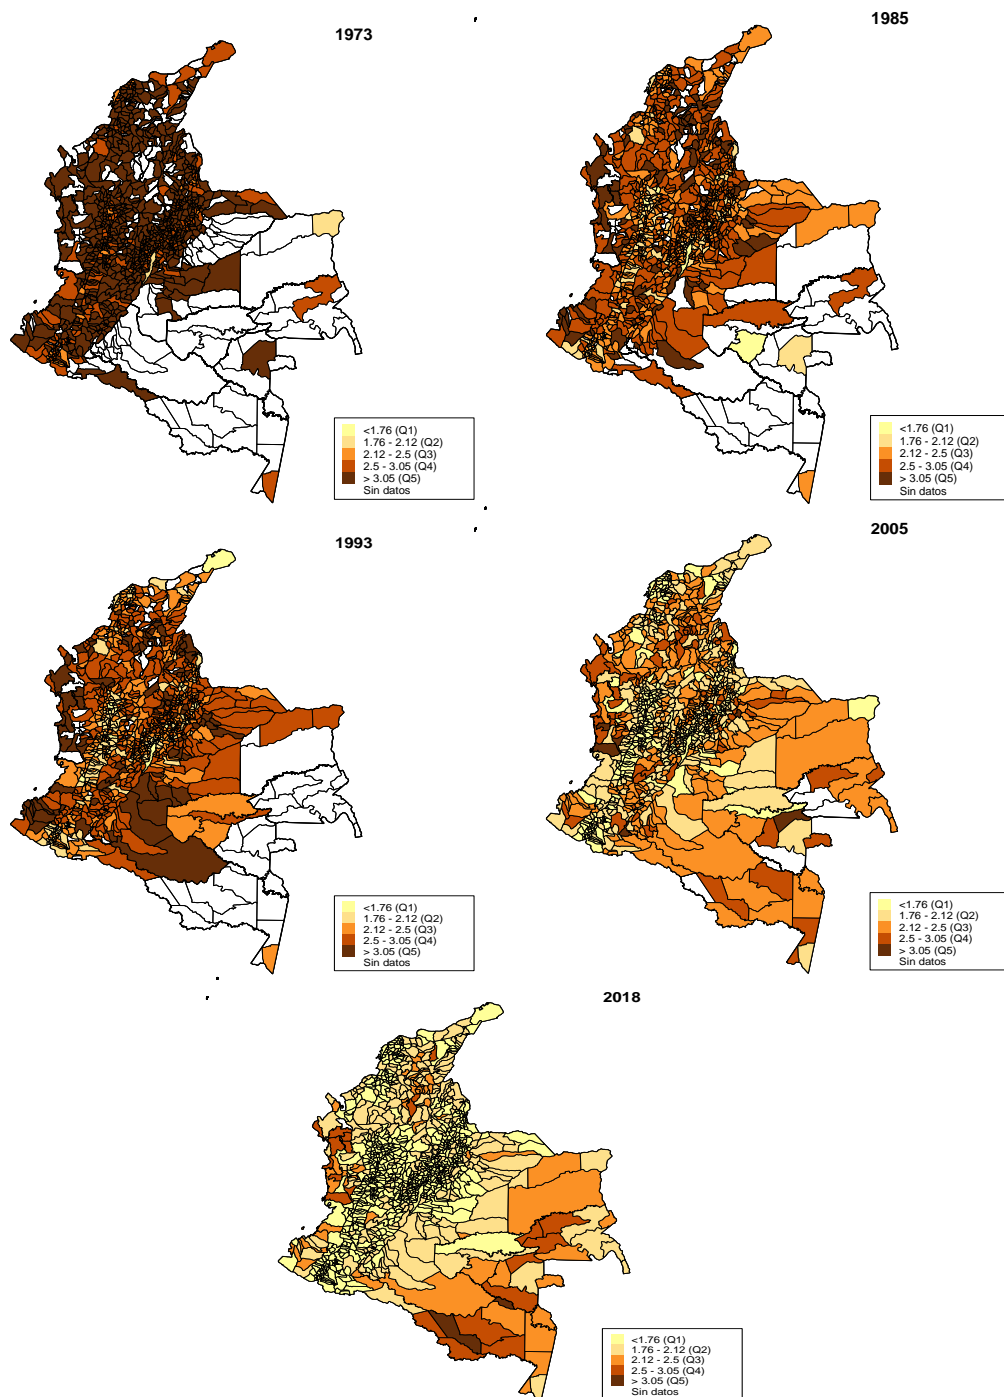 1973
<1.76 (Q1)
1.76 - 2.12 (Q2)
2.12 - 2.5 (Q3)
2.5 - 3.05 (Q4)
> 3.05 (Q5)
Sin datos
1985
<1.76 (Q1)
1.76 - 2.12 (Q2)
2.12 - 2.5 (Q3)
2.5 - 3.05 (Q4)
> 3.05 (Q5)
Sin datos
1993
<1.76 (Q1)
1.76 - 2.12 (Q2)
2.12 - 2.5 (Q3)
2.5 - 3.05 (Q4)
> 3.05 (Q5)
Sin datos
2005
<1.76 (Q1)
1.76 - 2.12 (Q2)
2.12 - 2.5 (Q3)
2.5 - 3.05 (Q4)
> 3.05 (Q5)
Sin datos
2018
<1.76 (Q1)
1.76 - 2.12 (Q2)
2.12 - 2.5 (Q3)
2.5 - 3.05 (Q4)
> 3.05 (Q5)
Sin datos